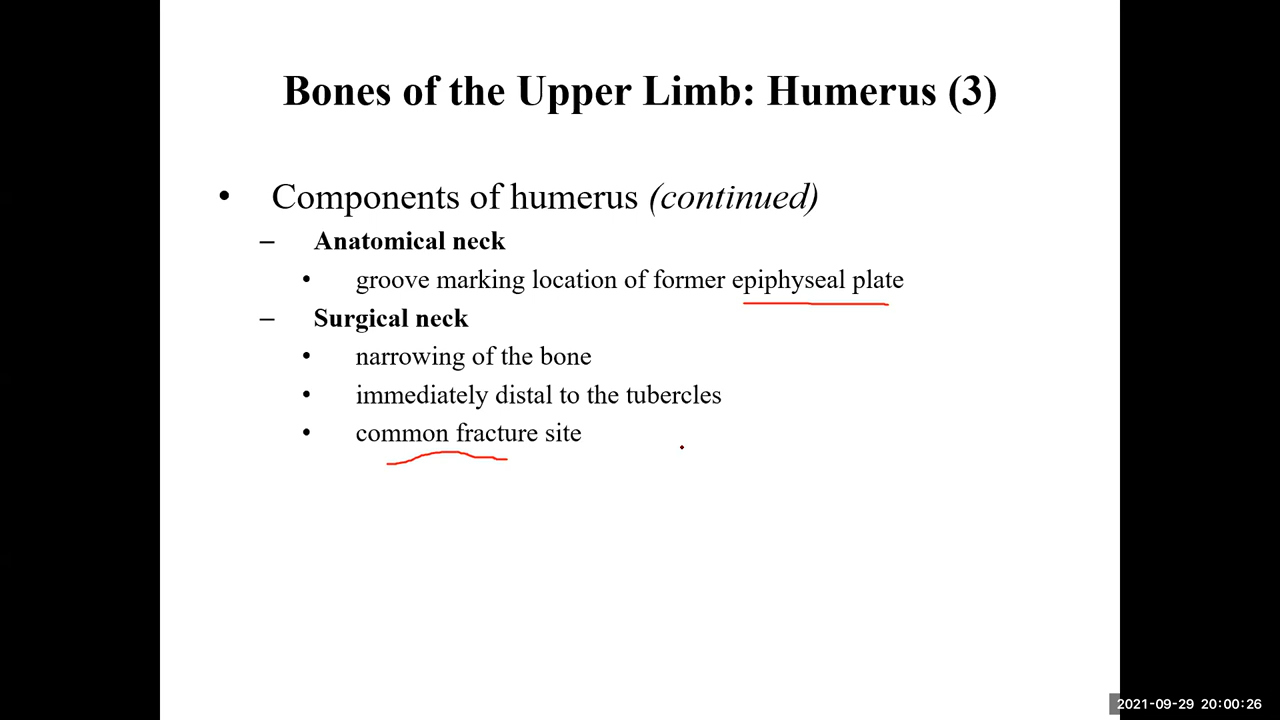 Bones of the Upper Limb: Humerus (3)
• Components of humerus (continued)
– Anatomical neck
• groove marking location of former epiphyseal plate
– Surgical neck
• narrowing of the bone
• immediately distal to the tubercles
• common fracture site
2021-09-29 20:00:26